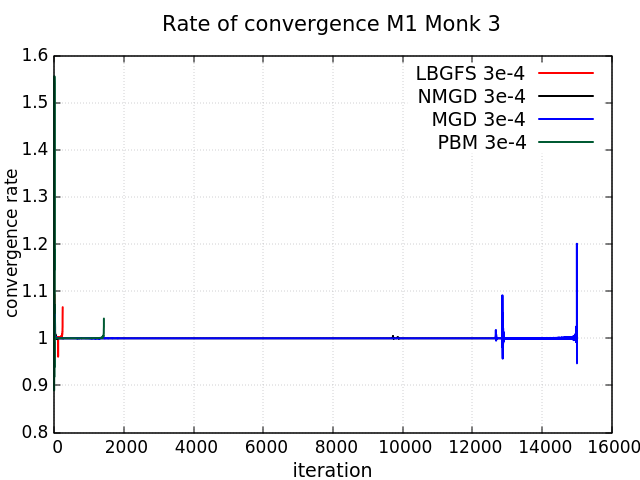 Rate of convergence M1 Monk 3
LBGFS 3e-4
NMGD 3e-4
MGD 3e-4
PBM 3e-4
1.6
1.5
1.4
1.3
1.2
1.1
1
0.9
0.8
convergence rate
0 2000 4000 6000 8000 10000 12000 14000 16000
iteration